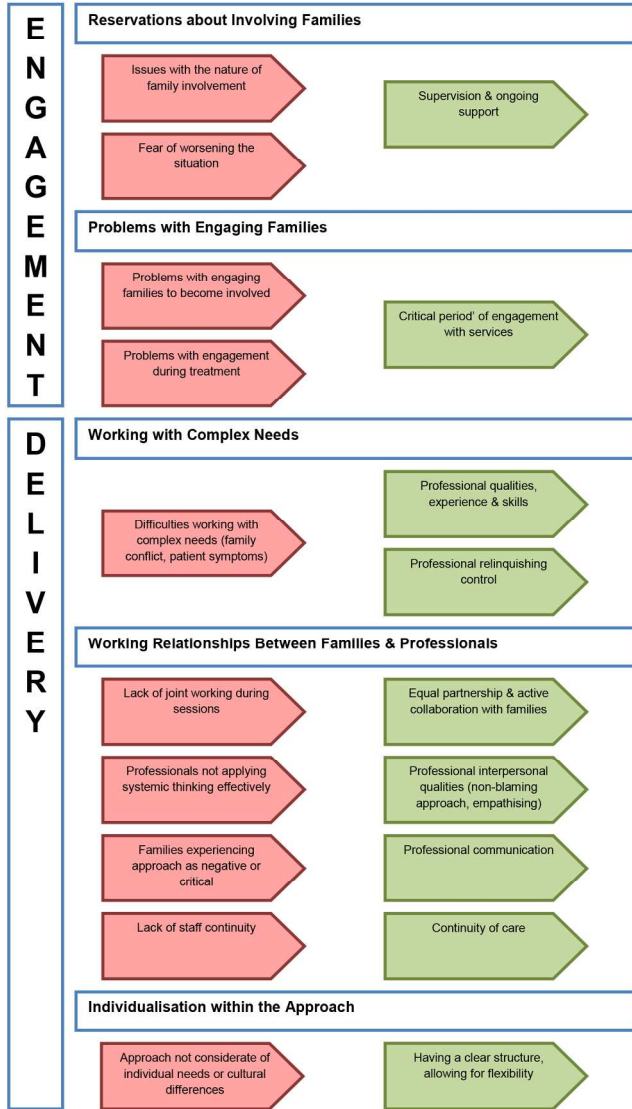 ENGAGEMENT
Reservations about Involving Families
Issues with the nature of
family involvement
Supervision & ongoing
support
Fear of worsening the
situation
Problems with Engaging Families
Problems with engaging
families to become involved
Critical period' of engagement
with services
Problems with engagement
during treatment
DELIVERY
Working with Complex Needs
Professional qualities,
experience & skills
Difficulties working with
complex needs (family
conflict, patient symptoms)
Professional relinquishing
control
Working Relationships Between Families & Professionals
Lack of joint working during
sessions
Equal partnership & active
collaboration with families
Professionals not applying
systemic thinking effectively
Professional interpersonal
qualities (non-blaming
approach, empathising)
Families experiencing
approach as negative or
critical
Professional communication
Lack of staff continuity
Continuity of care
Individualisation within the Approach
Approach not considerate of
individual needs or cultural
differences
Having a clear structure,
allowing for flexibility